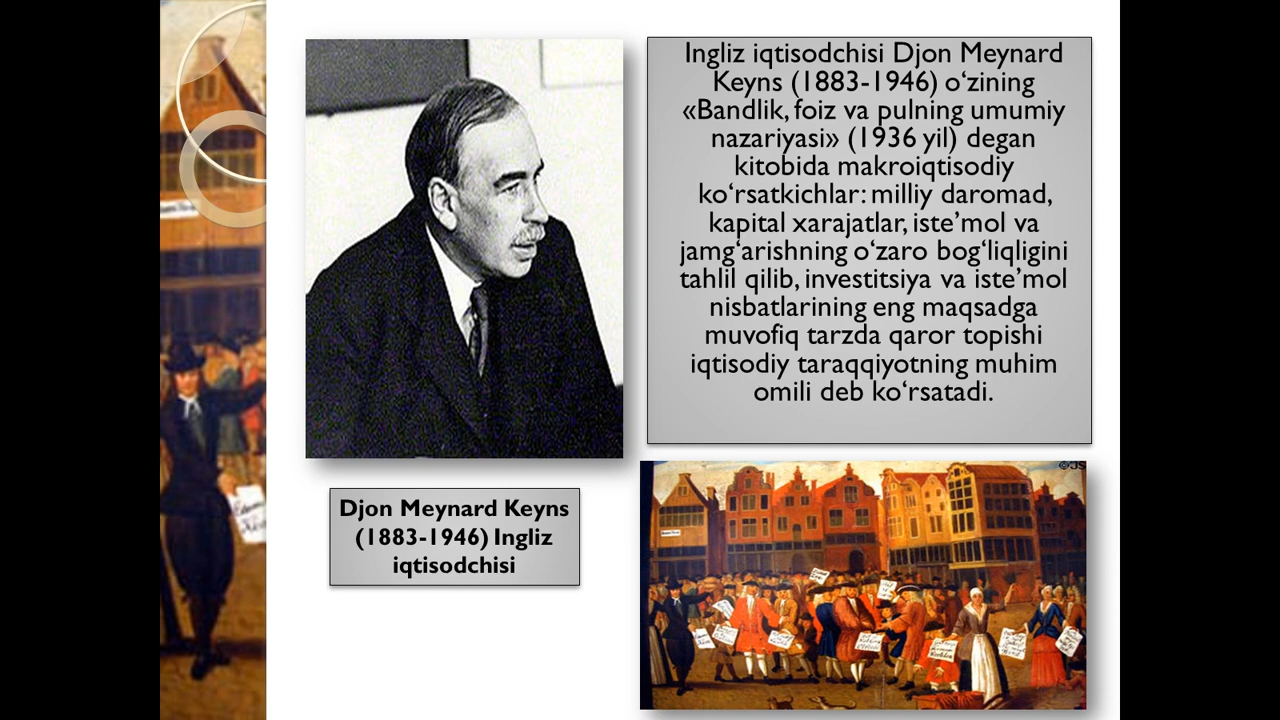 Ingliz iqtisodchisi Djon Meynard
Keyns (1883-1946) o‘zining
«Bandlik, foiz va pulning umumiy
nazariyasi» (1936 yil) degan
kitobida makroiqtisodiy
ko‘rsatkichlar: milliy daromad,
kapital xarajatlar, iste’mol va
jamg‘arishning o‘zaro bog‘liqligini
tahlil qilib, investitsiya va iste’mol
nisbatlarining eng maqsadga
muvofiq tarzda qaror topishi
iqtisodiy taraqqiyotning muhim
omili deb ko‘rsatadi.
Djon Meynard Keyns
(1883-1946) Ingliz
iqtisodchisi